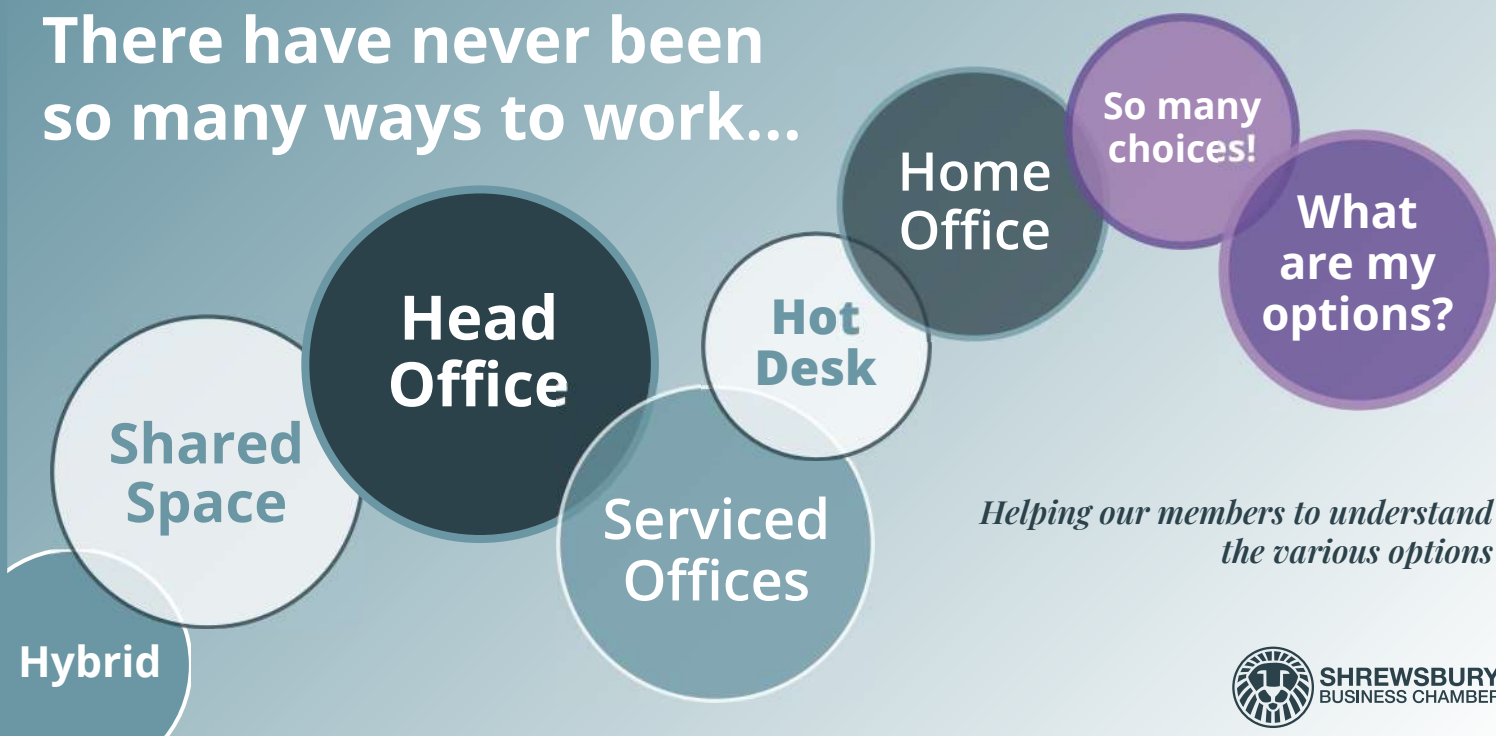 There have never been
so many ways to work...
So many
choices!
Home
Office
What
are my
options?
Head
Office
Hot
Desk
Shared
Space
Serviced
Offices
Helping our members to understand
the various options
Hybrid
SHREWSBURY
BUSINESS CHAMBER